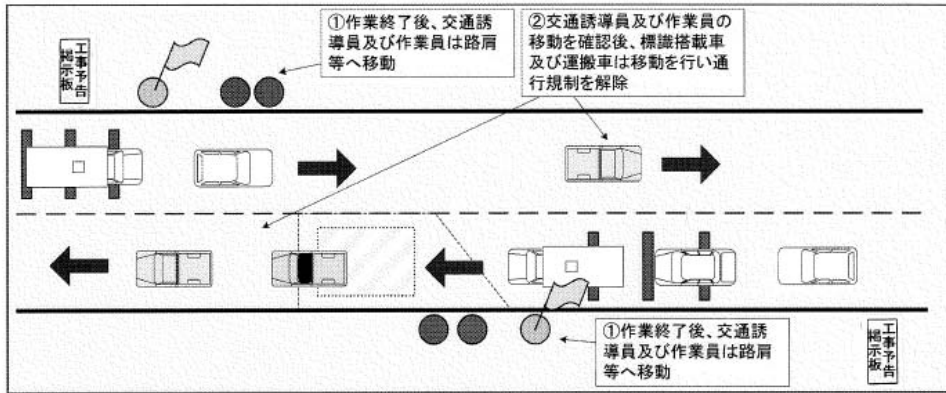 ①作業終了後、交通誘
導員及び作業員は路肩
等へ移動
②交通誘導員及び作業員の
移動を確認後、標識搭載車
及び運搬車は移動を行い通
行規制を解除
工事予告
掲示板
①作業終了後、交通誘
導員及び作業員は路肩
等へ移動
工事予告
掲示板